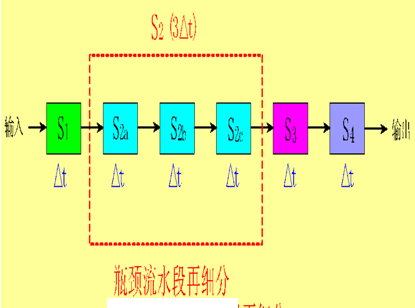 S2 (3Δt)
输入 S1 S2a S2b S2c S3 S4 输出
Δt Δt Δt Δt Δt Δt
瓶颈流水段再细分